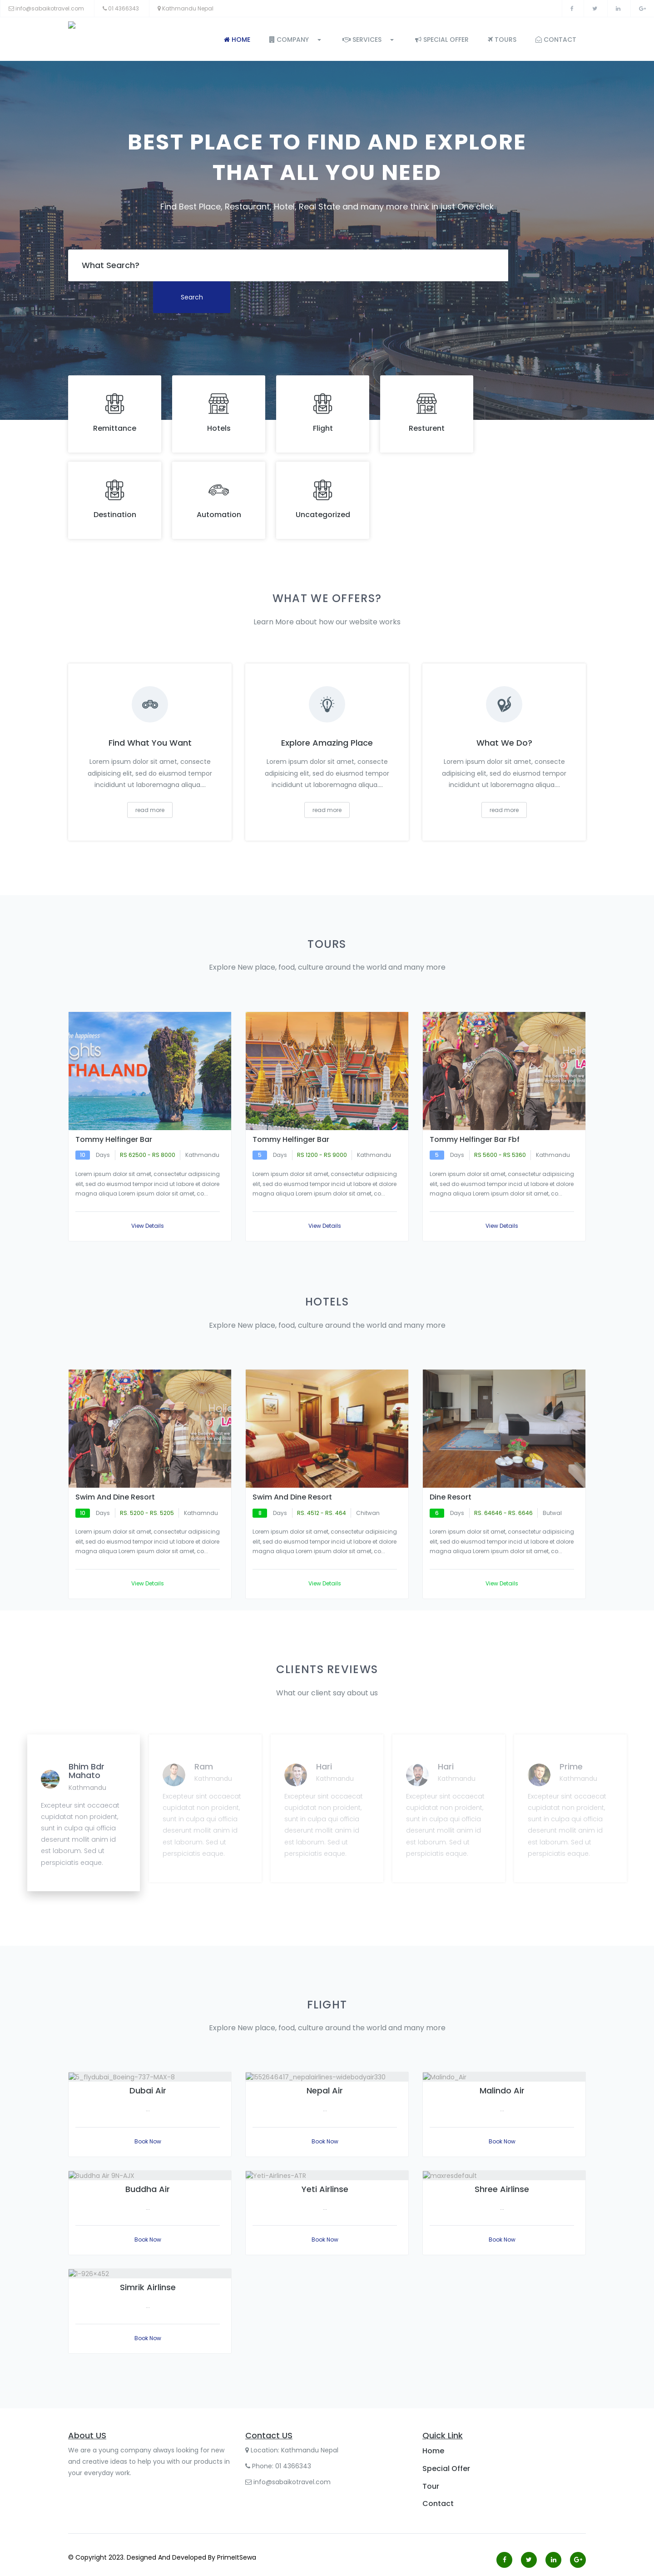 info@sabaikotravel.com
01 4366343
Kathmandu Nepal
HOME
COMPANY
SERVICES
SPECIAL OFFER
TOURS
CONTACT
BEST PLACE TO FIND AND EXPLORE
THAT ALL YOU NEED
Find Best Place, Restaurant, Hotel, Real State and many more think in just One click
What Search?
Search
Remittance
Hotels
Flight
Resturent
Destination
Automation
Uncategorized
WHAT WE OFFERS?
Learn More about how our website works
Find What You Want
Lorem ipsum dolor sit amet, consecte
adipisicing elit, sed do eiusmod tempor
incididunt ut laboremagna aliqua....
read more
Explore Amazing Place
Lorem ipsum dolor sit amet, consecte
adipisicing elit, sed do eiusmod tempor
incididunt ut laboremagna aliqua....
read more
What We Do?
Lorem ipsum dolor sit amet, consecte
adipisicing elit, sed do eiusmod tempor
incididunt ut laboremagna aliqua....
read more
TOURS
Explore New place, food, culture around the world and many more
Tommy Helfinger Bar
10 Days RS 62500 - RS 8000 Kathmandu
Lorem ipsum dolor sit amet, consectetur adipisicing
elit, sed do eiusmod tempor incid ut labore et dolore
magna aliqua Lorem ipsum dolor sit amet, co...
View Details
Tommy Helfinger Bar
5 Days RS 1200 - RS 9000 Kathmandu
Lorem ipsum dolor sit amet, consectetur adipisicing
elit, sed do eiusmod tempor incid ut labore et dolore
magna aliqua Lorem ipsum dolor sit amet, co...
View Details
Tommy Helfinger Bar Fbf
5 Days RS 5600 - RS 5360 Kathmandu
Lorem ipsum dolor sit amet, consectetur adipisicing
elit, sed do eiusmod tempor incid ut labore et dolore
magna aliqua Lorem ipsum dolor sit amet, co...
View Details
HOTELS
Explore New place, food, culture around the world and many more
Swim And Dine Resort
10 Days RS. 5200 - RS. 5205 Kathamndu
Lorem ipsum dolor sit amet, consectetur adipisicing
elit, sed do eiusmod tempor incid ut labore et dolore
magna aliqua Lorem ipsum dolor sit amet, co...
View Details
Swim And Dine Resort
8 Days RS. 4512 - RS. 464 Chitwan
Lorem ipsum dolor sit amet, consectetur adipisicing
elit, sed do eiusmod tempor incid ut labore et dolore
magna aliqua Lorem ipsum dolor sit amet, co...
View Details
Dine Resort
8 Days RS. 64646 - RS. 6646 Butwal
Lorem ipsum dolor sit amet, consectetur adipisicing
elit, sed do eiusmod tempor incid ut labore et dolore
magna aliqua Lorem ipsum dolor sit amet, co...
View Details
CLIENTS REVIEWS
What our client say about us
Bhim Bdr
Mahato
Kathmandu
Excepteur sint occaecat
cupidatat non proident,
sunt in culpa qui officia
deserunt mollit anim id
est laborum. Sed ut
perspiciatis eaque.
Ram
Kathmandu
Excepteur sint occaecat
cupidatat non proident,
sunt in culpa qui officia
deserunt mollit anim id
est laborum. Sed ut
perspiciatis eaque.
Hari
Kathmandu
Excepteur sint occaecat
cupidatat non proident,
sunt in culpa qui officia
deserunt mollit anim id
est laborum. Sed ut
perspiciatis eaque.
Hari
Kathmandu
Excepteur sint occaecat
cupidatat non proident,
sunt in culpa qui officia
deserunt mollit anim id
est laborum. Sed ut
perspiciatis eaque.
Prime
Kathmandu
Excepteur sint occaecat
cupidatat non proident,
sunt in culpa qui officia
deserunt mollit anim id
est laborum. Sed ut
perspiciatis eaque.
FLIGHT
Explore New place, food, culture around the world and many more
Dubai Air
Book Now
Nepal Air
Book Now
Malindo_Air
Malindo Air
Book Now
Buddha Air 9N-AJX
Buddha Air
Book Now
Yeti-Airlines-ATR
Yeti Airlinse
Book Now
maxresdefault
Shree Airlinse
Book Now
Simrik Airlinse
Book Now
About US
We are a young company always looking for new
and creative ideas to help you with our products in
your everyday work.
Contact US
Location: Kathmandu Nepal
Phone: 01 4366343
info@sabaikotravel.com
Quick Link
Home
Special Offer
Tour
Contact
© Copyright 2023. Designed And Developed By PrimeItSewa